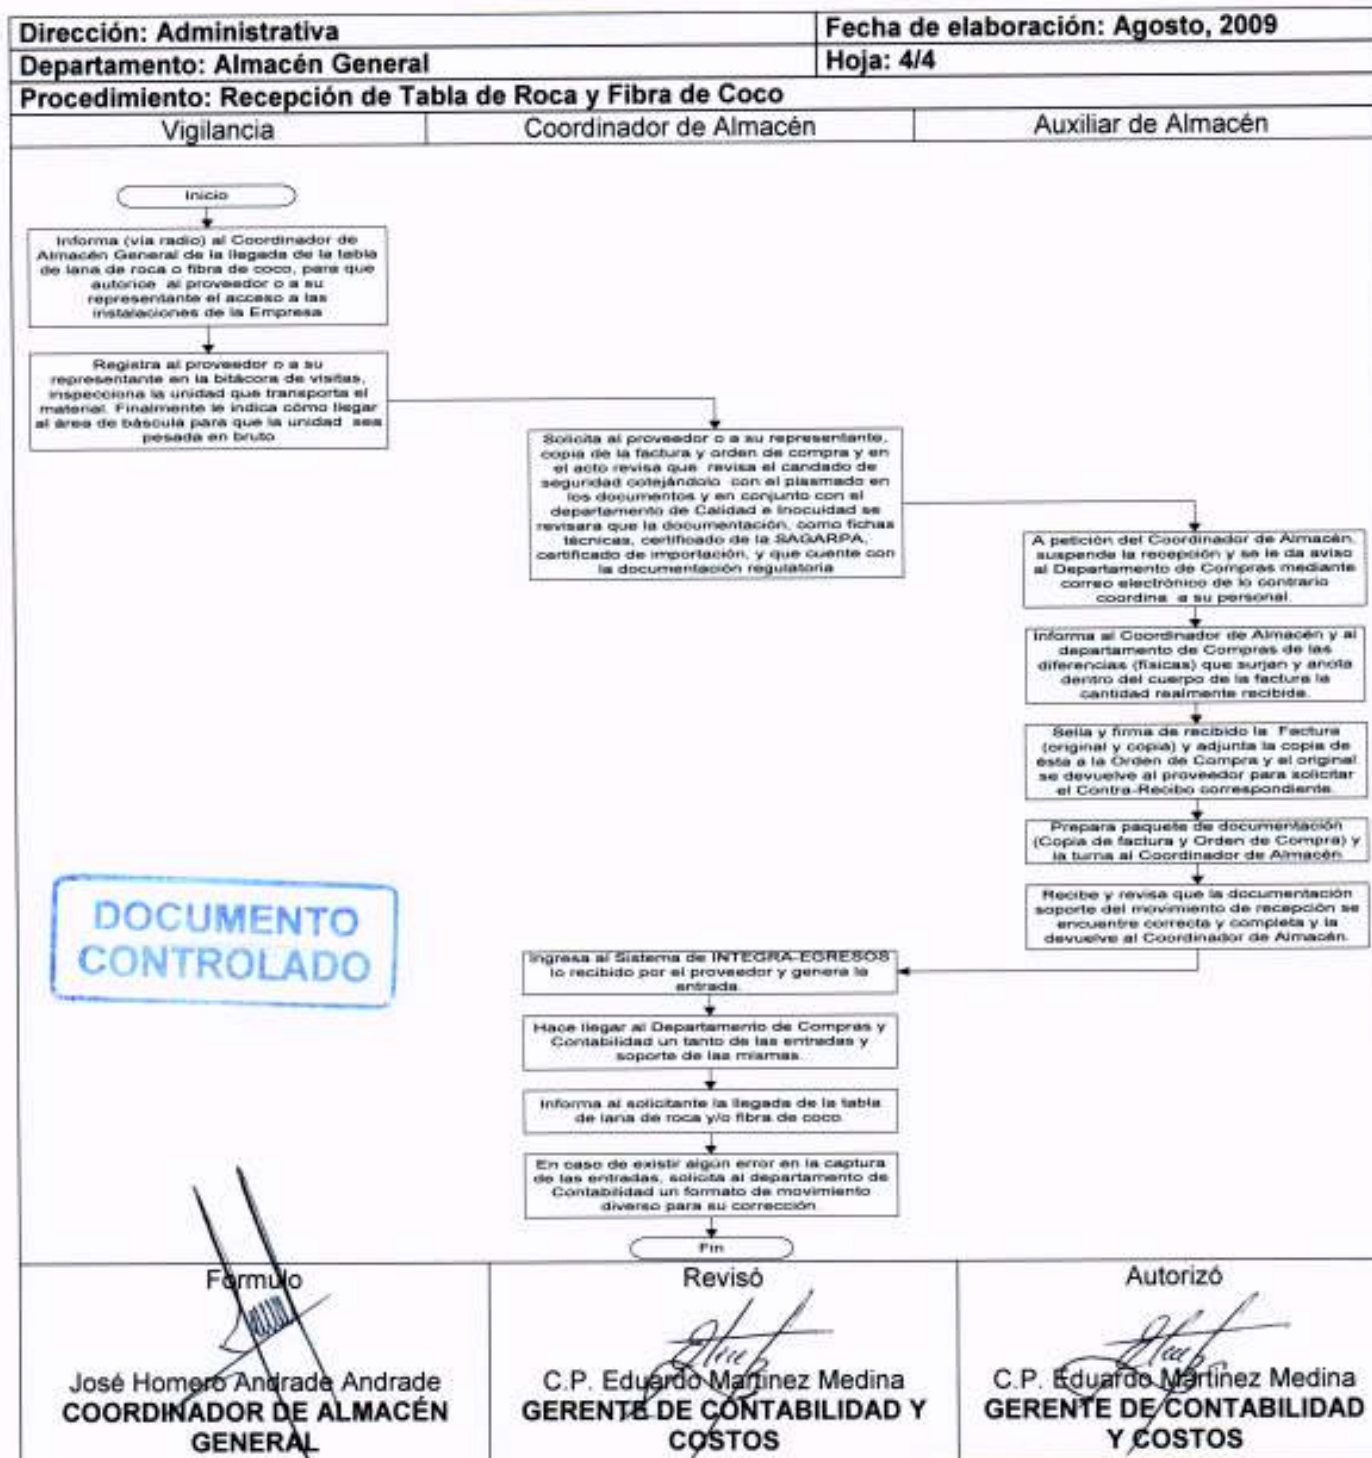 Dirección: Administrativa
Fecha de elaboración: Agosto, 2009
Departamento: Almacén General
Hoja: 4/4
Procedimiento: Recepción de Tabla de Roca y Fibra de Coco
Vigilancia
Coordinador de Almacén
Auxiliar de Almacén
Inicio
Informa (vía radio) al Coordinador de
Almacén General de la llegada de la tabla
de lana de roca o fibra de coco, para que
autorice al proveedor o a su
representante el acceso a las
instalaciones de la Empresa
Registra al proveedor o a su
representante en la bitácora de visitas,
inspecciona la unidad que transporta el
material. Finalmente le indica cómo llegar
al área de báscula para que la unidad sea
pesada en bruto
Solicita al proveedor o a su representante,
copia de la factura y orden de compra y en
el acto revisa que revisa el candado de
seguridad cotejándolo con el plasmado en
los documentos y en conjunto con el
departamento de Calidad e Inocuidad se
revisara que la documentación, como fichas
técnicas, certificado de la SAGARPA,
certificado de importación, y que cuente con
la documentación regulatoria
A petición del Coordinador de Almacén,
suspende la recepción y se le da aviso
al Departamento de Compras mediante
correo electrónico de lo contrario
coordina a su personal.
Informa al Coordinador de Almacén y al
departamento de Compras de las
diferencias (físicas) que surjan y anota
dentro del cuerpo de la factura la
cantidad realmente recibida.
Sella y firma de recibido la Factura
(original y copia) y adjunta la copia de
ésta a la Orden de Compra y el original
se devuelve al proveedor para solicitar
el Contra-Recibo correspondiente.
Prepara paquete de documentación
(Copia de factura y Orden de Compra) y
la turna al Coordinador de Almacén.
Recibe y revisa que la documentación
soporte del movimiento de recepción se
encuentre correcta y completa y la
devuelve al Coordinador de Almacén.
DOCUMENTO
CONTROLADO
Ingresa al Sistema de INTEGRA-EGRESOS
lo recibido por el proveedor y genera la
entrada.
Hace llegar al Departamento de Compras y
Contabilidad un tanto de las entradas y
soporte de las mismas.
Informa al solicitante la llegada de la tabla
de lana de roca y/o fibra de coco.
En caso de existir algún error en la captura
de las entradas, solicita al departamento de
Contabilidad un formato de movimiento
diverso para su corrección.
Fin
Formulo
José Homero Andrade Andrade
COORDINADOR DE ALMACÉN
GENERAL
Revisó
C.P. Eduardo Martinez Medina
GERENTE DE CONTABILIDAD Y
COSTOS
Autorizó
C.P. Eduardo Martinez Medina
GERENTE DE CONTABILIDAD
Y COSTOS